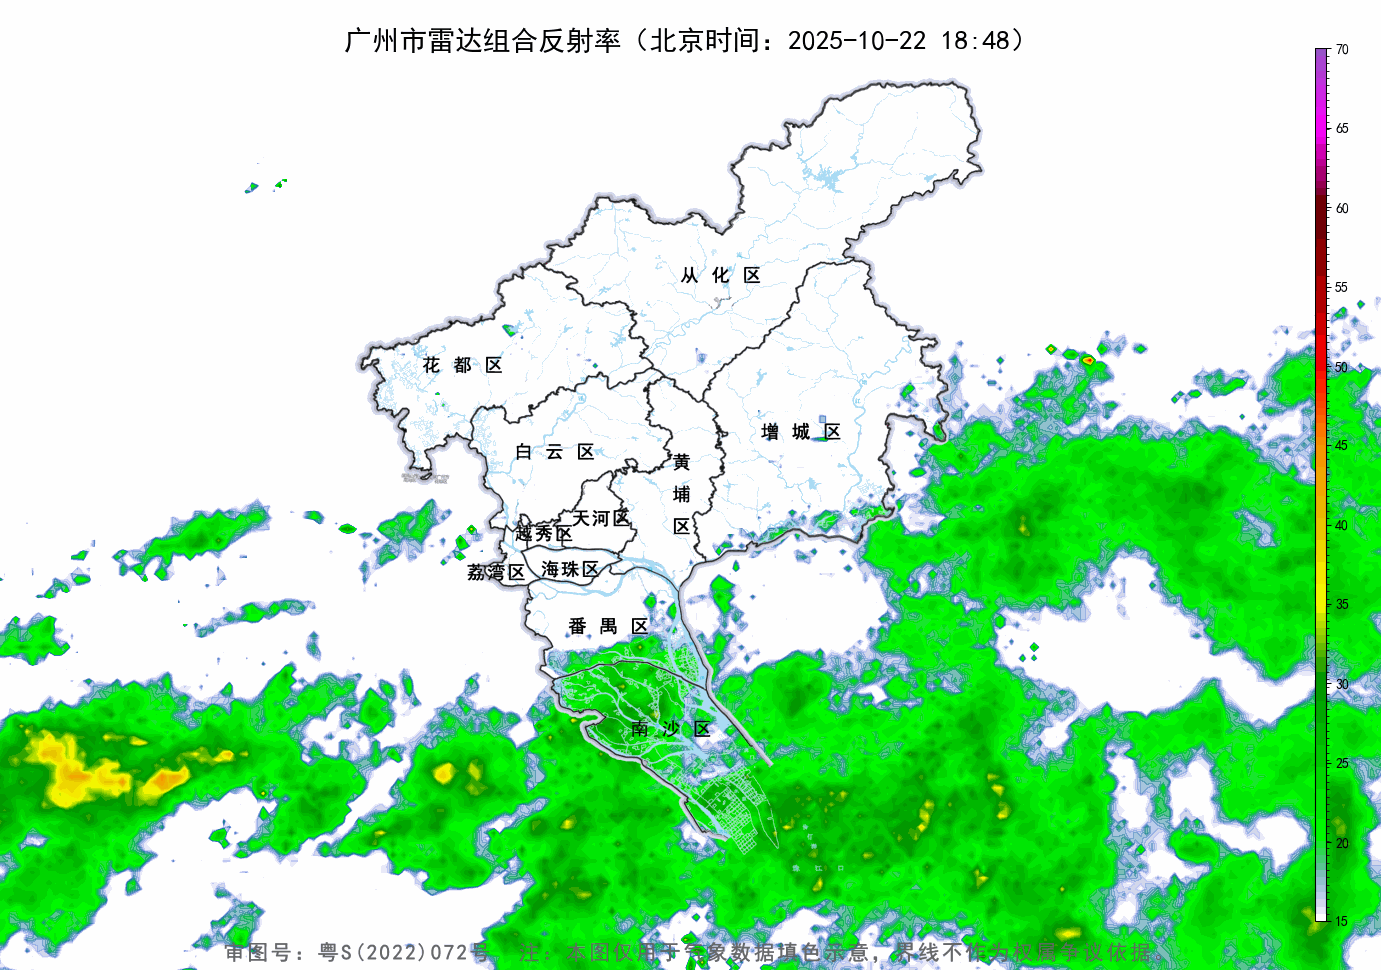 广州市雷达组合反射率（北京时间：2025-10-22 18:48）
70
65
60
55
50
45
40
35
30
25
20
15
从 化 区
花 都 区
增 城 区
白 云 区
黄
埔
区
天河区
越秀区
海珠区
荔湾区
番 禺 区
南 沙 区
审图号：粤S(2022)072号 注：本图仅用于气象数据填色示意，界线不作为权属争议依据